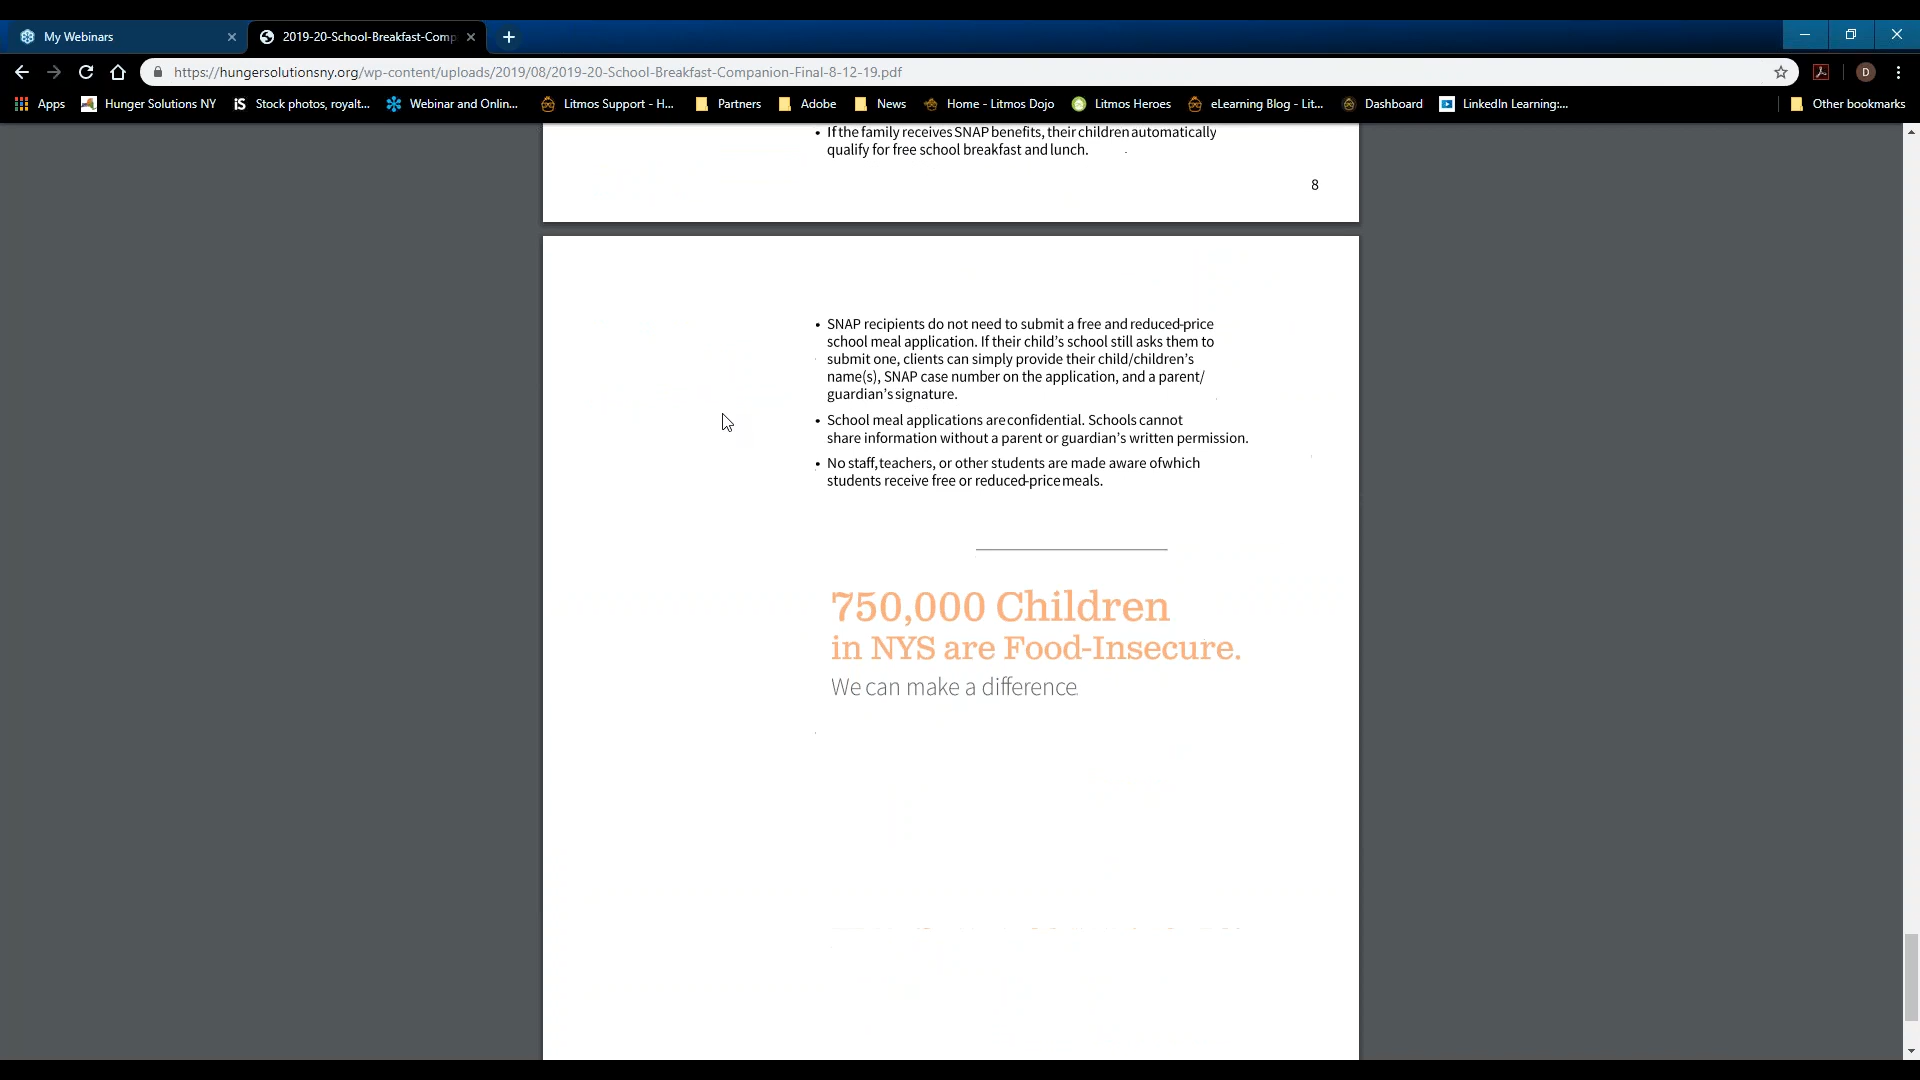 My Webinars
2019-20-School-Breakfast-Comp
https://hungersolutionsny.org/wp-content/uploads/2019/08/2019-20-School-Breakfast-Companion-Final-8-12-19.pdf
D
Apps
Hunger Solutions NY
iS Stock photos, royalt...
Webinar and Onlin...
Litmos Support - H...
Partners
Adobe
News
Home - Litmos Dojo
Litmos Heroes
eLearning Blog - Lit...
Dashboard
LinkedIn Learning:...
Other bookmarks
• If the family receives SNAP benefits, their children automatically
qualify for free school breakfast and lunch.
8
• SNAP recipients do not need to submit a free and reduced-price
school meal application. If their child’s school still asks them to
submit one, clients can simply provide their child/children’s
name(s), SNAP case number on the application, and a parent/
guardian’s signature.
• School meal applications are confidential. Schools cannot
share information without a parent or guardian’s written permission.
• No staff, teachers, or other students are made aware of which
students receive free or reduced-price meals.
750,000 Children
in NYS are Food-Insecure.
We can make a difference.